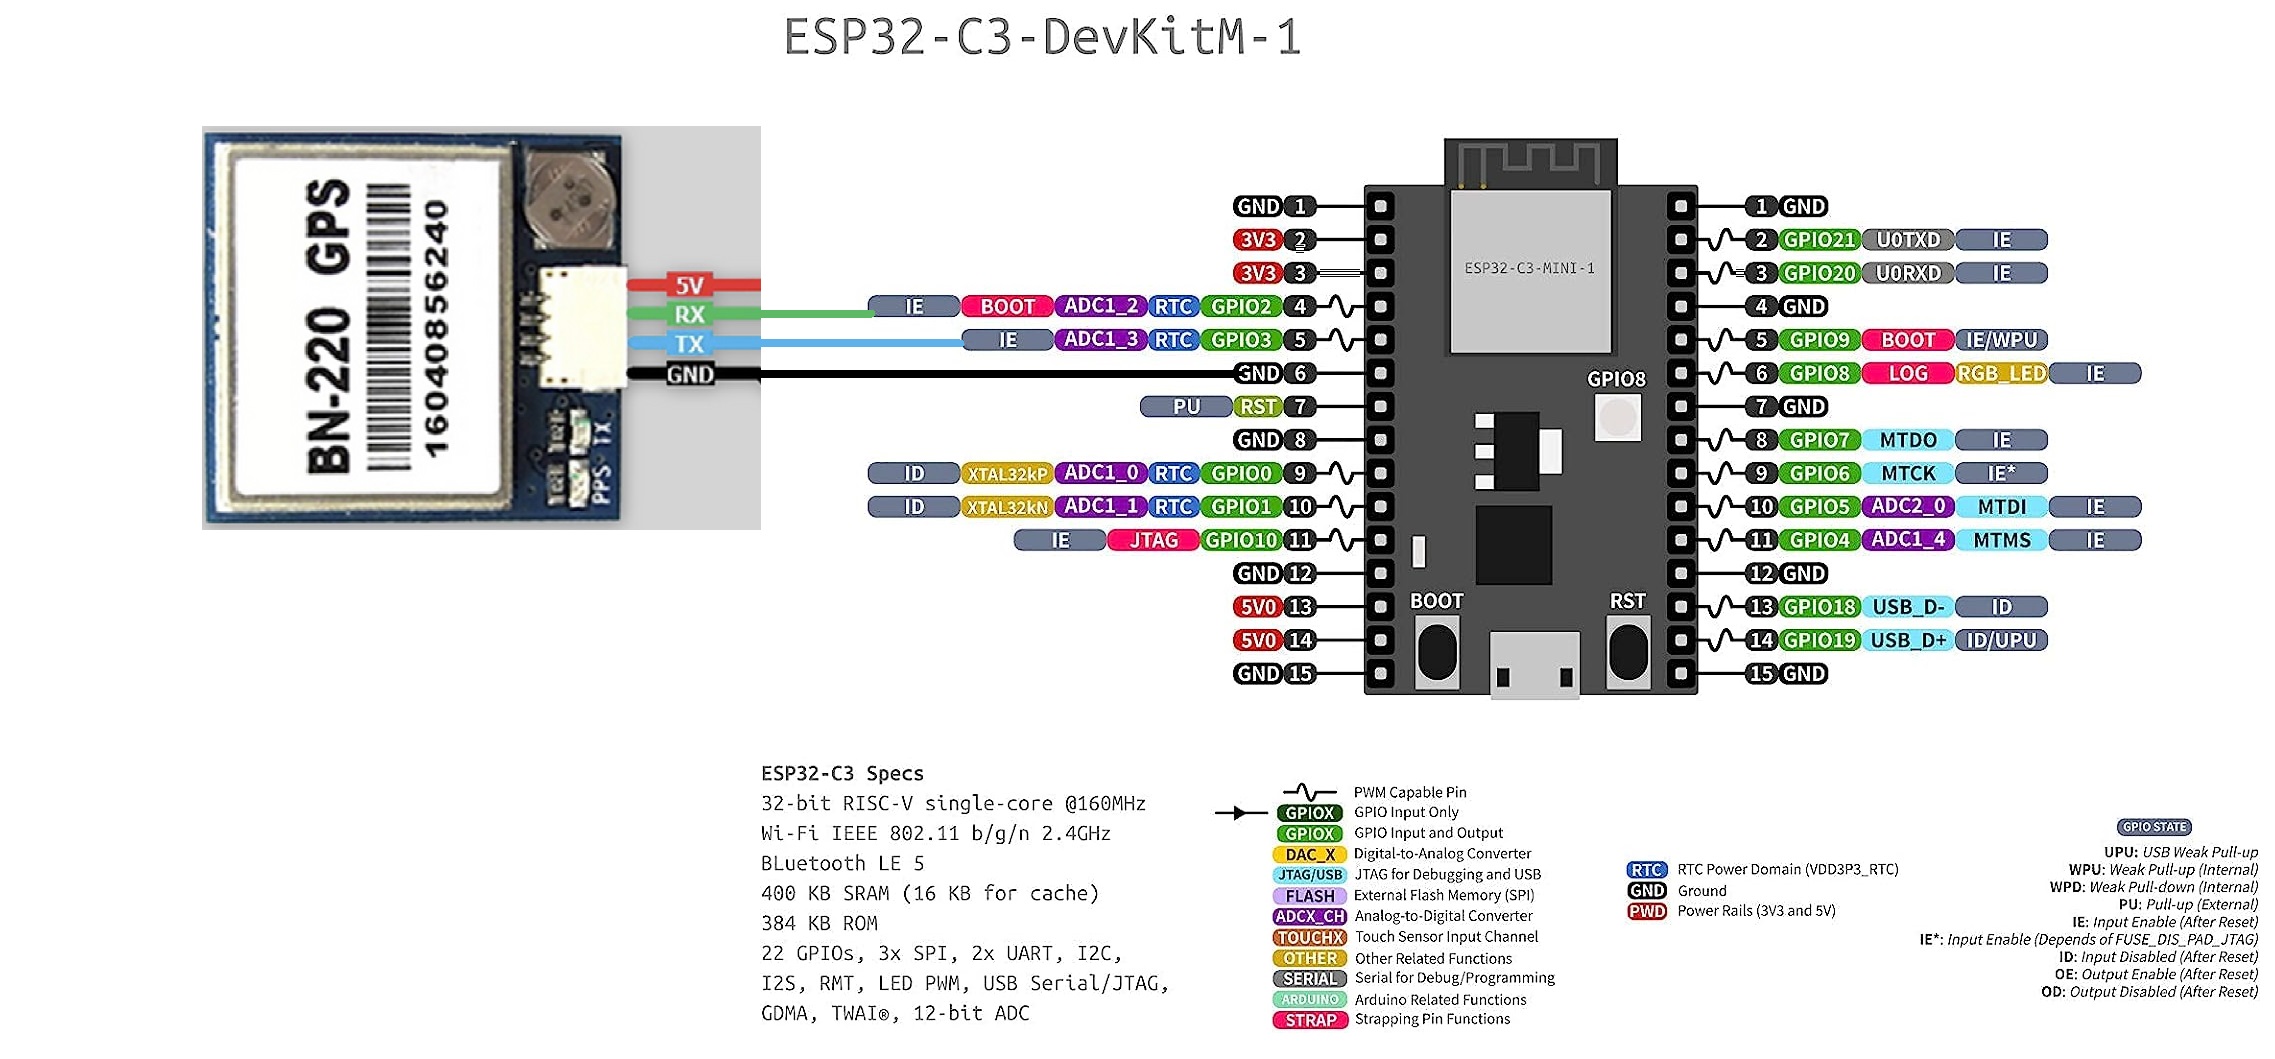 ESP32-C3-DevKitM-1
BN-220 GPS
16040856240
5V
RX
TX
GND
PPS TX
GND 1
3V3 2
3V3 3
IE BOOT ADC1_2 RTC GPIO2 4
IE ADC1_3 RTC GPIO3 5
GND 6
PU RST 7
GND 8
ID XTAL32kP ADC1_0 RTC GPIO0 9
ID XTAL32kN ADC1_1 RTC GPIO1 10
IE JTAG GPIO10 11
GND 12
5V0 13
5V0 14
GND 15
ESP32-C3-MINI-1
GPIO8
BOOT
RST
1 GND
2 GPIO21 U0TXD IE
3 GPIO20 U0RXD IE
4 GND
5 GPIO9 BOOT IE/WPU
6 GPIO8 LOG RGB_LED IE
7 GND
8 GPIO7 MTDO IE
9 GPIO6 MTCK IE*
10 GPIO5 ADC2_0 MTDI IE
11 GPIO4 ADC1_4 MTMS IE
12 GND
13 GPIO18 USB_D- ID
14 GPIO19 USB_D+ ID/UPU
15 GND
ESP32-C3 Specs
32-bit RISC-V single-core @160MHz
Wi-Fi IEEE 802.11 b/g/n 2.4GHz
BLuetooth LE 5
400 KB SRAM (16 KB for cache)
384 KB ROM
22 GPIOs, 3x SPI, 2x UART, I2C,
I2S, RMT, LED PWM, USB Serial/JTAG,
GDMA, TWAI®, 12-bit ADC
PWM Capable Pin
GPIOX GPIO Input Only
GPIOX GPIO Input and Output
DAC_X Digital-to-Analog Converter
JTAG/USB JTAG for Debugging and USB
FLASH External Flash Memory (SPI)
ADCX_CH Analog-to-Digital Converter
TOUCHX Touch Sensor Input Channel
OTHER Other Related Functions
SERIAL Serial for Debug/Programming
ARDUINO Arduino Related Functions
STRAP Strapping Pin Functions
RTC RTC Power Domain (VDD3P3_RTC)
GND Ground
PWD Power Rails (3V3 and 5V)
GPIO STATE
UPU: USB Weak Pull-up
WPU: Weak Pull-up (Internal)
WPD: Weak Pull-down (Internal)
PU: Pull-up (External)
IE: Input Enable (After Reset)
IE*: Input Enable (Depends of FUSE_DIS_PAD_JTAG)
ID: Input Disabled (After Reset)
OE: Output Enable (After Reset)
OD: Output Disabled (After Reset)